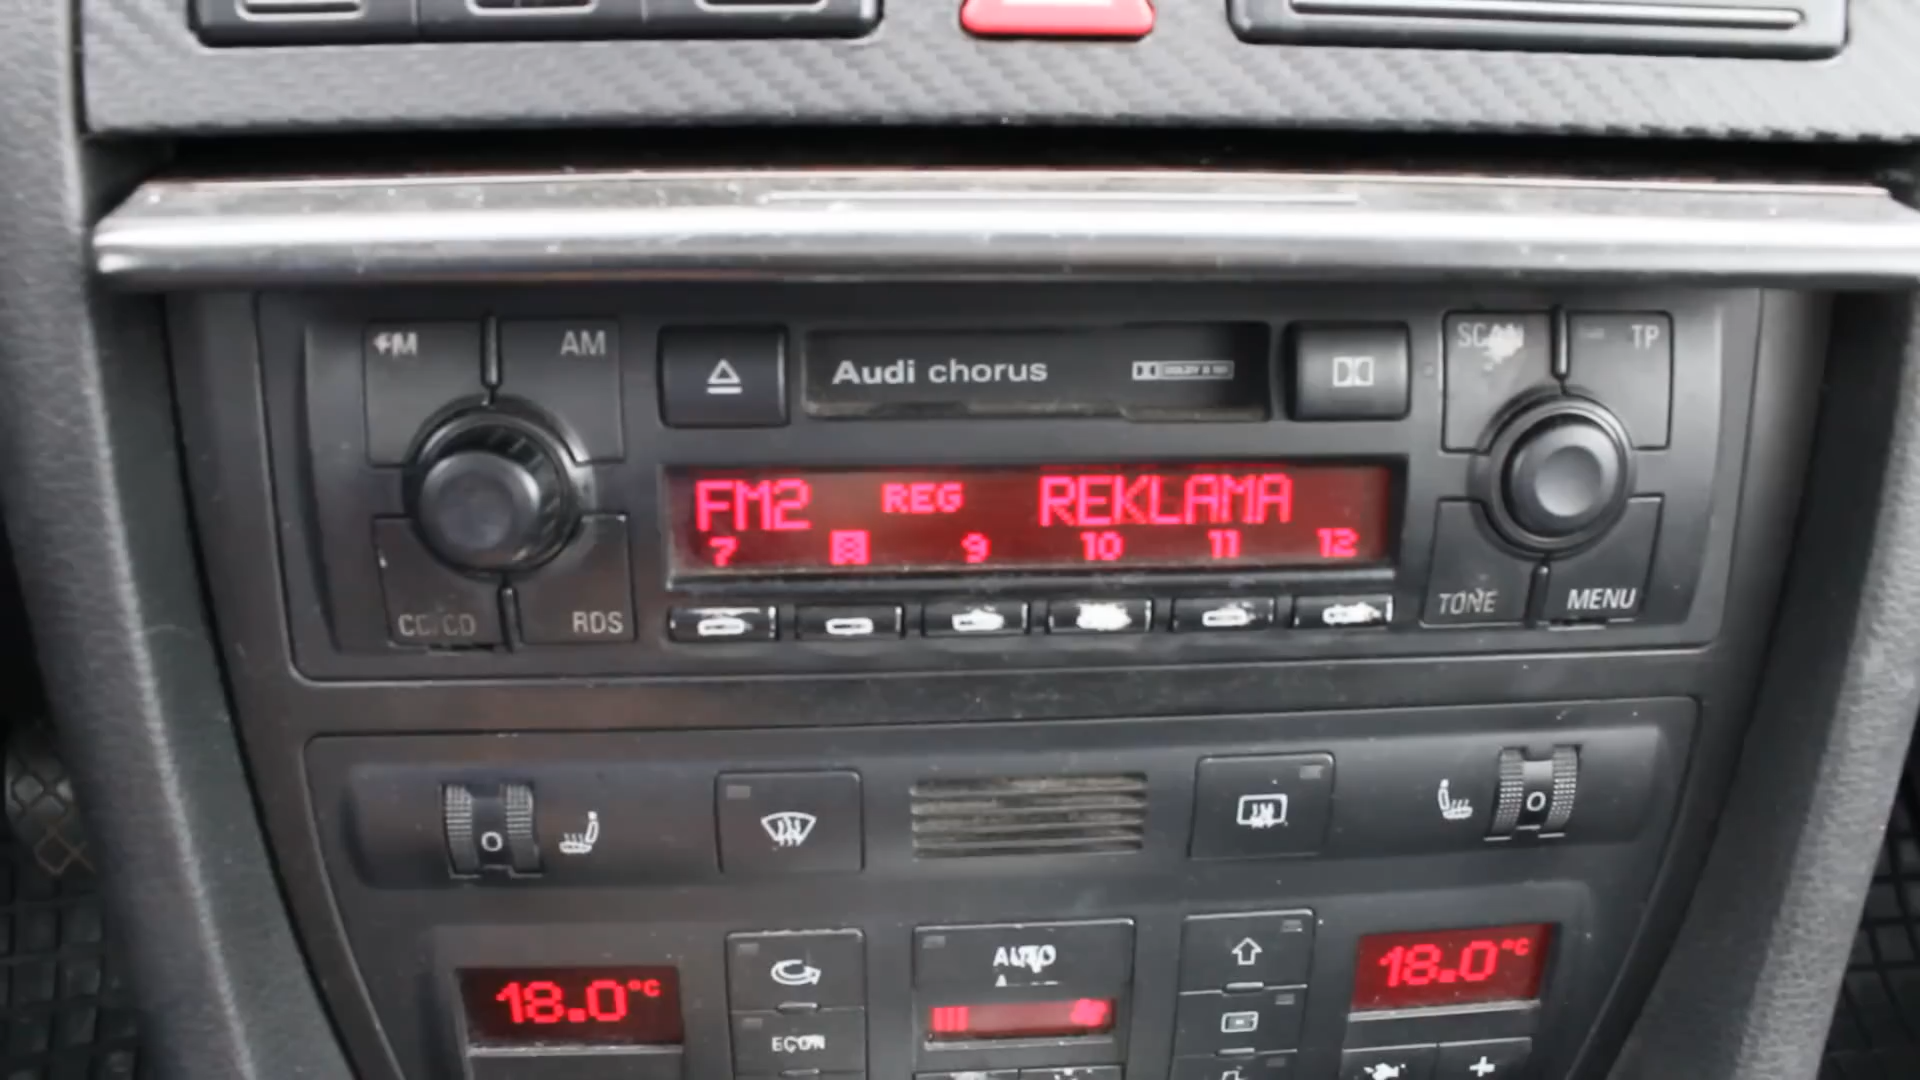 FM AM
Audi chorus
SCAN TP
FM2 REG REKLAMA
7 8 9 10 11 12
CC/CD RDS
TONE MENU
0
0
18.0°C
AUTO
18.0°C
ECON
+